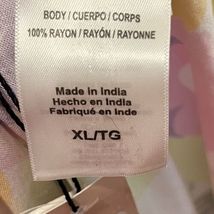 BODY / CUERPO / CORPS
100% RAYON / RAYÓN / RAYONNE
Made in India
Hecho en India
Fabriqué en Inde
XL/TG